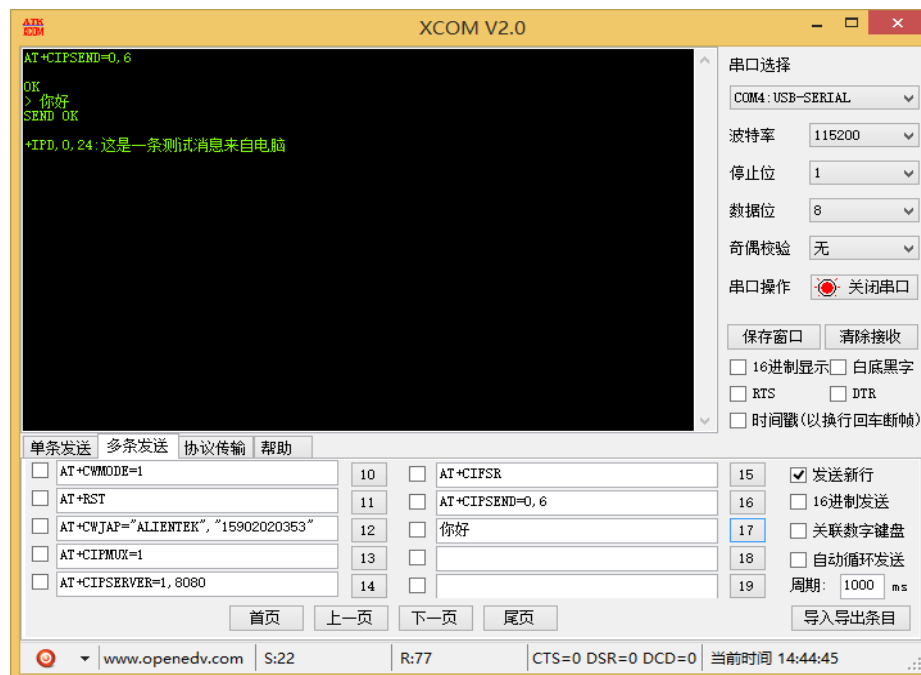 ATK XCOM
XCOM V2.0
AT+CIPSEND=0,6
OK
> 你好
SEND OK
+IPD,0,24:这是一条测试消息来自电脑
串口选择
COM4:USB-SERIAL
波特率 115200
停止位 1
数据位 8
奇偶校验 无
串口操作 关闭串口
保存窗口 清除接收
16进制显示 白底黑字
RTS DTR
时间戳(以换行回车断帧)
单条发送 多条发送 协议传输 帮助
AT+CWMODE=1 10 AT+CIFSR 15 发送新行
AT+RST 11 AT+CIPSEND=0,6 16 16进制发送
AT+CWJAP="ALIENTEK","15902020353" 12 你好 17 关联数字键盘
AT+CIPMUX=1 13 18 自动循环发送
AT+CIPSERVER=1,8080 14 19 周期: 1000 ms
首页 上一页 下一页 尾页 导入导出条目
www.openedv.com S:22 R:77 CTS=0 DSR=0 DCD=0 当前时间 14:44:45